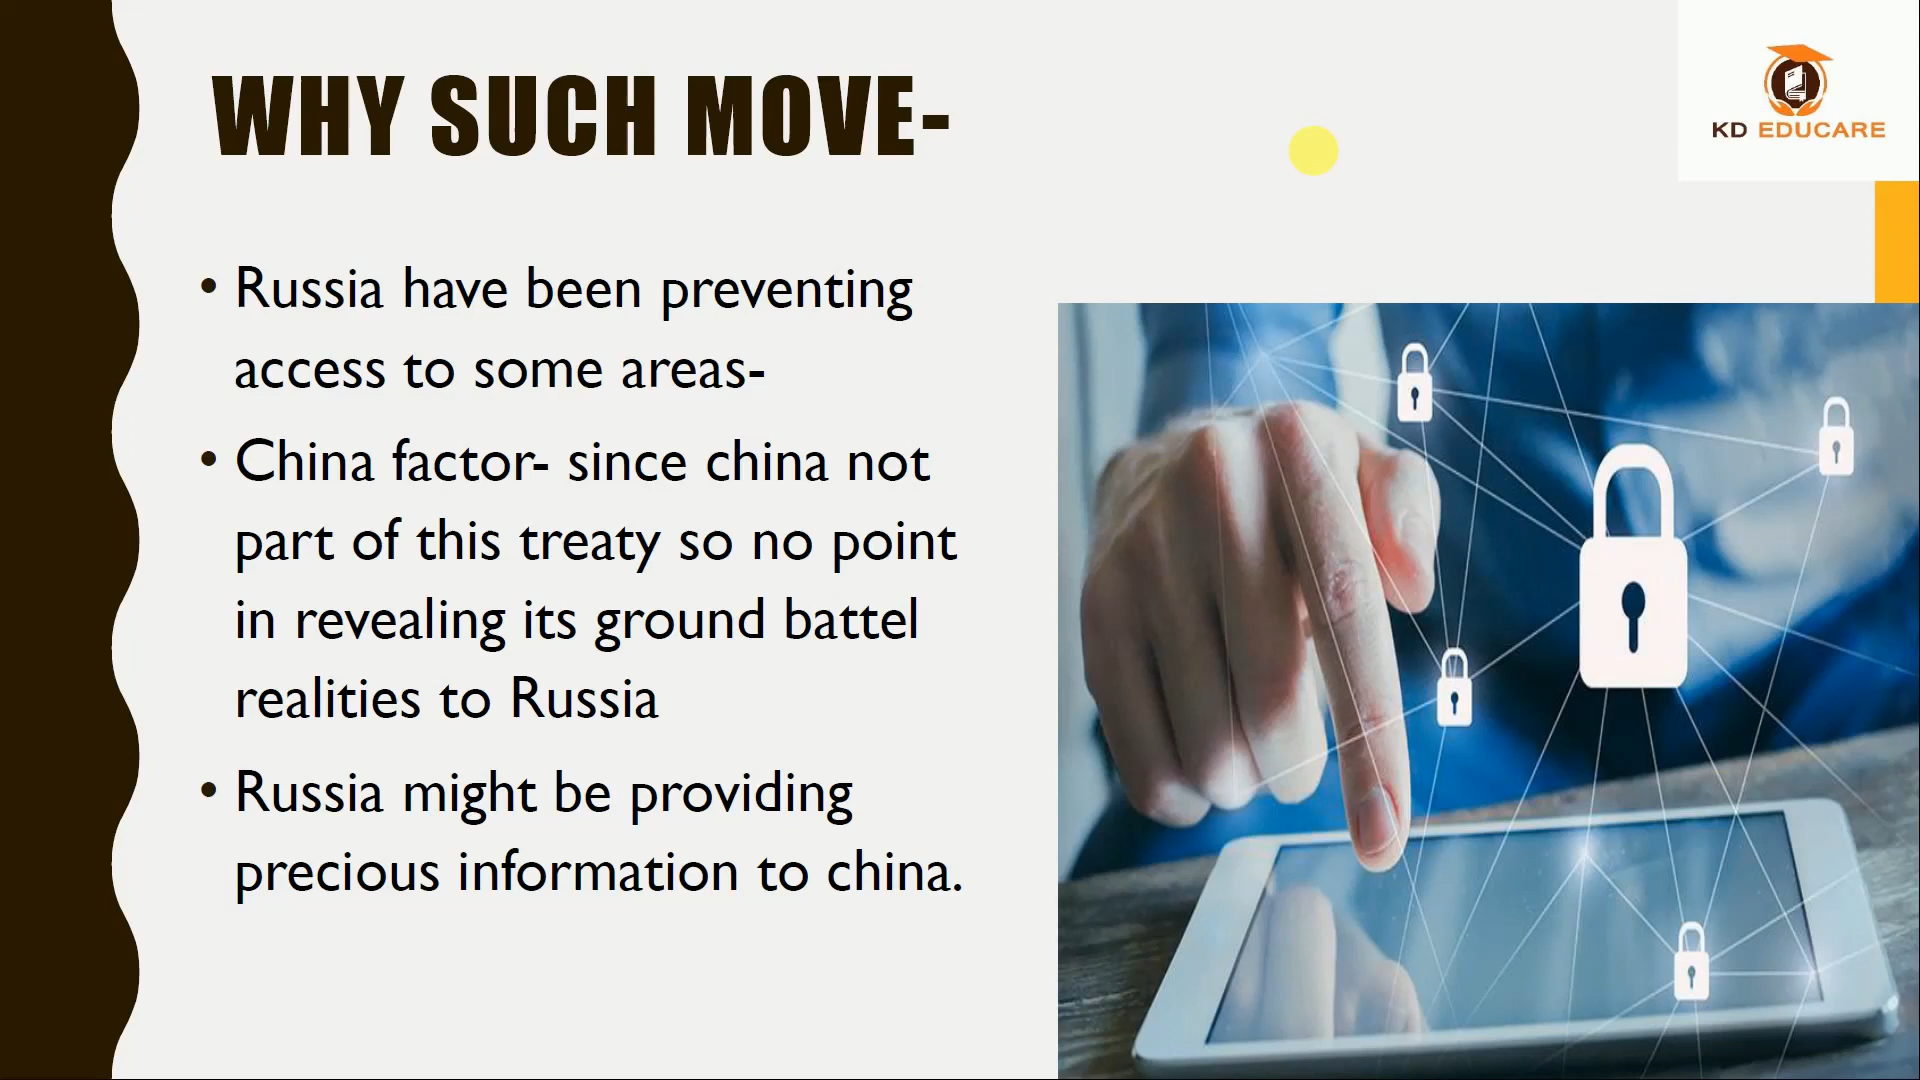 WHY SUCH MOVE-
KD EDUCARE
• Russia have been preventing
access to some areas-
• China factor- since china not
part of this treaty so no point
in revealing its ground battel
realities to Russia
• Russia might be providing
precious information to china.